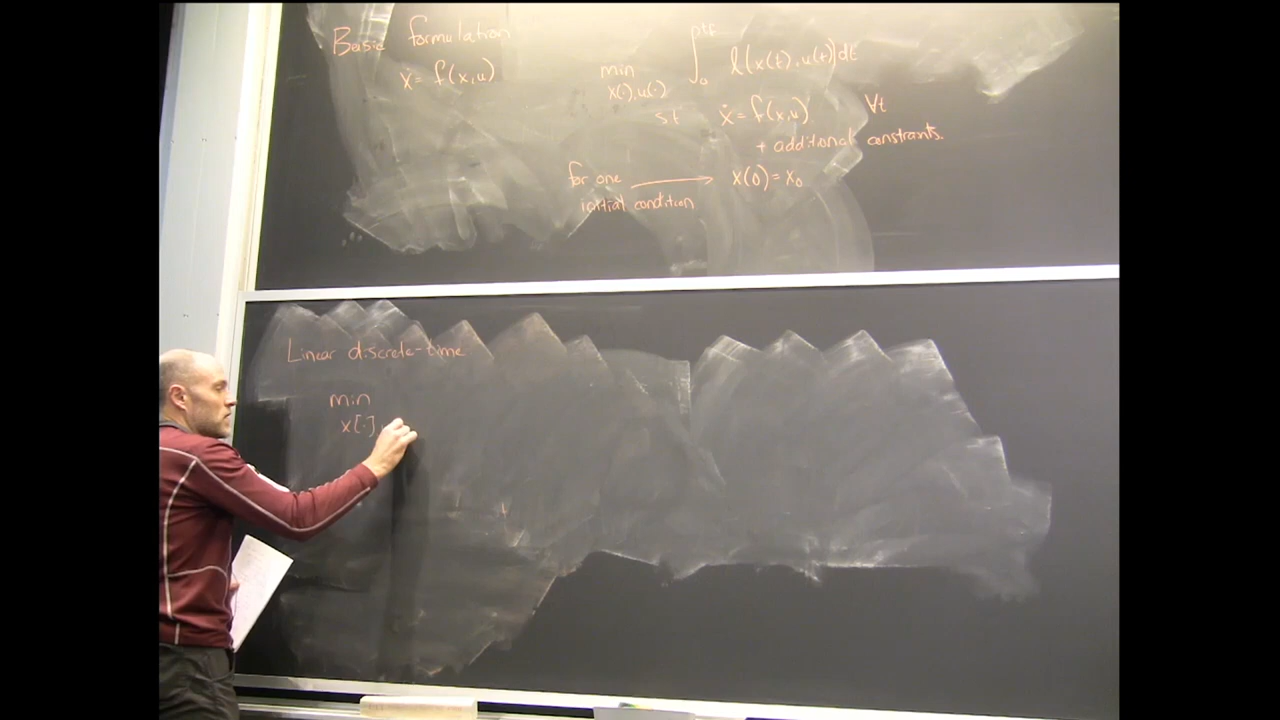 Basic formulation
ẋ = f(x,u)
min
x(·), u(·)
∫₀^tf l(x(t), u(t))dt
s.t ẋ = f(x,u) ∀t
+ additional constraints.
for one → x(0) = x₀
initial condition
Linear discrete-time
min
x[·],